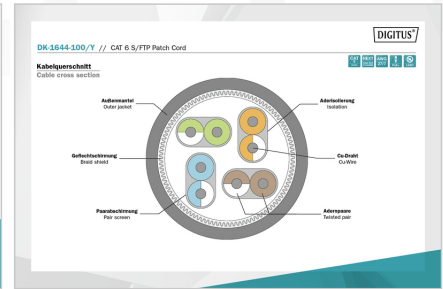 DIGITUS®
DK-1644-100/Y // CAT 6 S/FTP Patch Cord
Kabelquerschnitt
Cable cross section
Außenmantel
Outer jacket
Aderisolierung
Isolation
Geflechtschirmung
Braid shield
Cu-Draht
Cu-Wire
Paarabschirmung
Pair screen
Adernpaare
Twisted pair